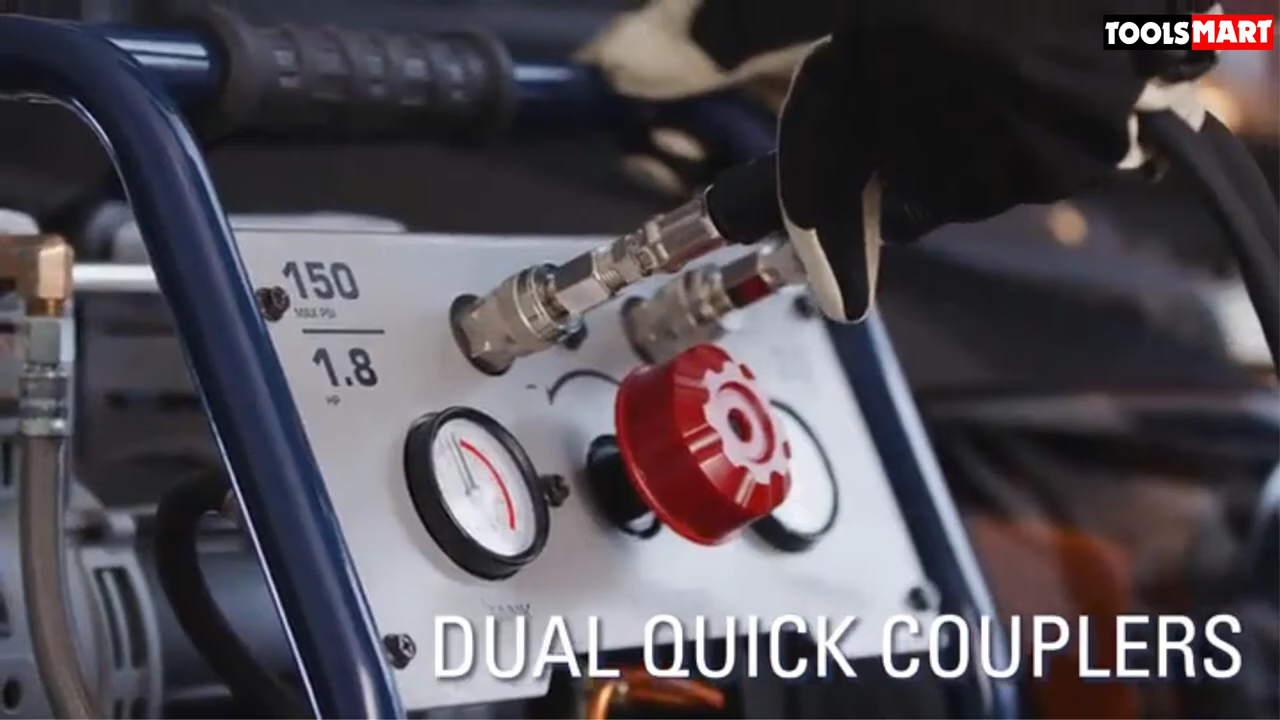 TOOLSMART
150
MAX PSI
1.8
HP
DUAL QUICK COUPLERS